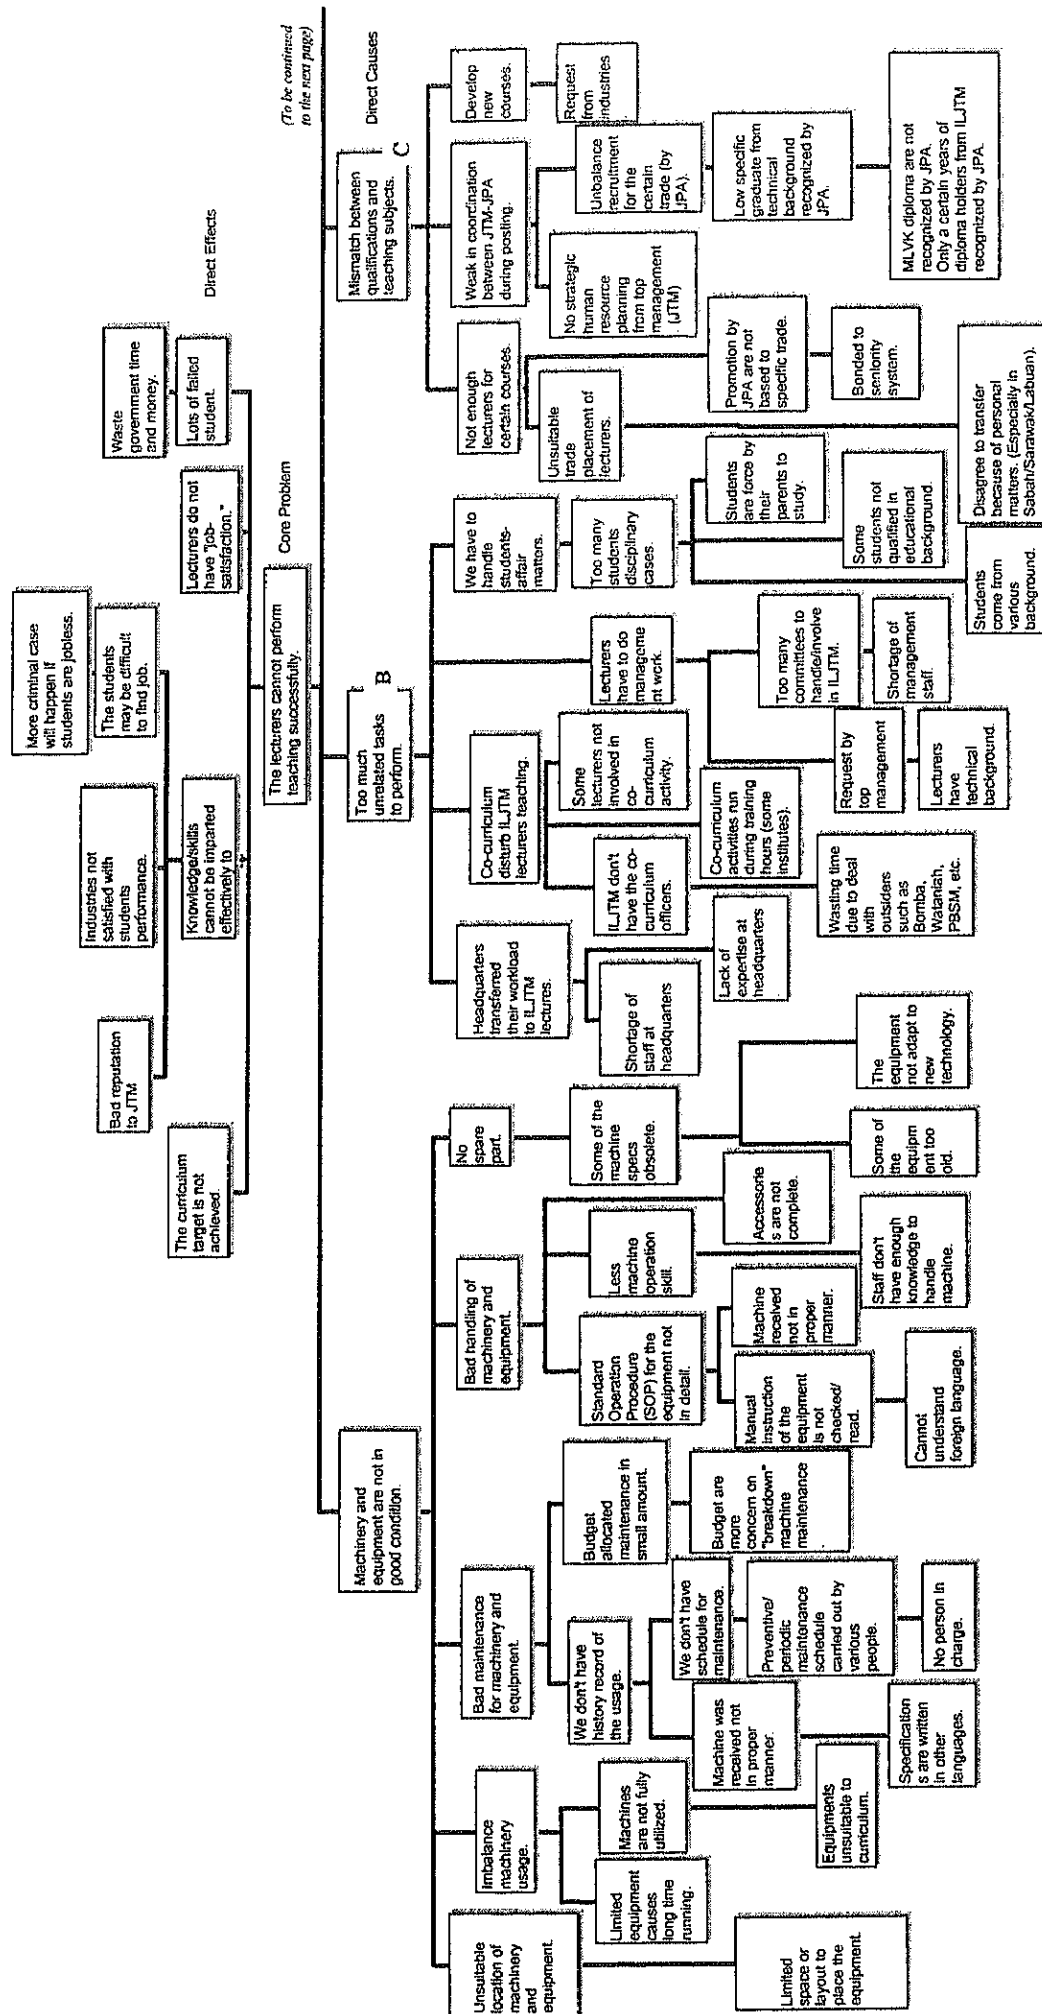 More criminal case
will happen if
students are jobless.
Waste
government time
and money.
Industries not
satisfied with
students
performance.
The students
may be difficult
to find job.
Bad reputation
to JTM
Lots of failed
student.
Direct Effects
The curriculum
target is not
achieved.
Knowledge/skills
cannot be imparted
effectively to
Lecturers do not
have "job-
satisfaction."
The lecturers cannot perform
teaching successfully.
Core Problem
(To be continued
to the next page)
Machinery and
equipment are not in
good condition.
Too much
unrelated tasks
to perform.
B
Mismatch between
qualifications and
teaching subjects.
C
Direct Causes
Unsuitable
location of
machinery
and
equipment.
Imbalance
machinery
usage.
Bad maintenance
for machinery and
equipment.
Bad handling of
machinery and
equipment.
No
spare
part.
Headquarters
transferred
their workload
to ILJTM
lectures.
Co-curriculum
disturb ILJTM
lecturers teaching.
Lecturers
have to do
manageme
nt work.
We have to
handle
students-
affair
matters.
Not enough
lecturers for
certain courses.
Weak in coordination
between JTM-JPA
during posting.
Develop
new
courses.
Limited
equipment
causes
long time
running.
Machines
are not fully
utilized.
We don't have
history record of
the usage.
Budget
allocated
maintenance in
small amount.
Standard
Operation
Procedure
(SOP) for the
equipment not
in detail.
Less
machine
operation
skill.
Accessorie
s are not
complete.
Some of the
machine
specs
obsolete.
Shortage of
staff at
headquarters
Lack of
expertise at
headquarters
ILJTM don't
have the co-
curriculum
officers.
Co-curriculum
activities run
during training
hours (some
institutes).
Some
lecturers not
involved in
co-
curriculum
activity.
Request by
top
management
Too many
committees to
handle/involve
in ILJTM.
Too many
students
disciplinary
cases.
Unsuitable
trade
placement of
lecturers.
Promotion by
JPA are not
based to
specific trade.
No strategic
human
resource
planning
from top
management
(JTM)
Unbalance
recruitment
for the
certain
trade (by
JPA).
Request
from
industries
Limited
space or
layout to
place the
equipment.
Equipments
unsuitable to
curriculum.
Machine was
received not
in proper
manner.
We don't have
schedule for
maintenance.
Budget are
more
concern on
"breakdown"
machine
maintenance
.
Manual
instruction
of the
equipment
is not
checked/
read.
Machine
received
not in
proper
manner.
Staff don't
have enough
knowledge to
handle
machine.
Some of
the
equipm
ent too
old.
The
equipment
not adapt to
new
technology.
Wasting time
due to deal
with
outsiders
such as
Bomba,
Wataniah,
PBSM, etc.
Lecturers
have
technical
background.
Shortage of
management
staff.
Students
come from
various
background.
Some
students not
qualified in
educational
background.
Students
are force by
their
parents to
study.
Disagree to transfer
because of personal
matters. (Especially in
Sabah/Sarawak/Labuan).
Bonded to
seniority
system.
Low specific
graduate from
technical
background
recognized by
JPA.
Specification
s are written
in other
languages.
Preventive/
periodic
maintenance
schedule
carried out by
various
people.
No person in
charge.
Cannot
understand
foreign language.
MLVK diploma are not
recognized by JPA.
Only a certain years of
diploma holders from ILJTM
recognized by JPA.